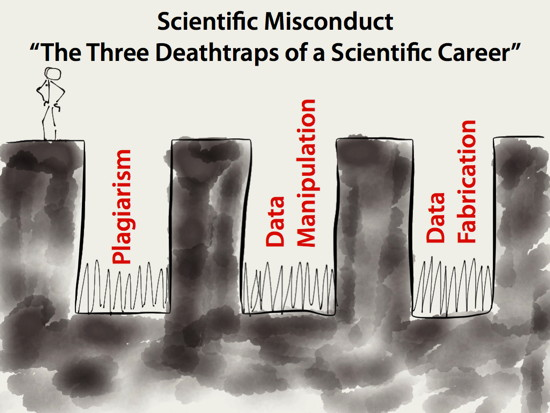 Scientific Misconduct
“The Three Deathtraps of a Scientific Career”
Plagiarism
Data
Manipulation
Data
Fabrication